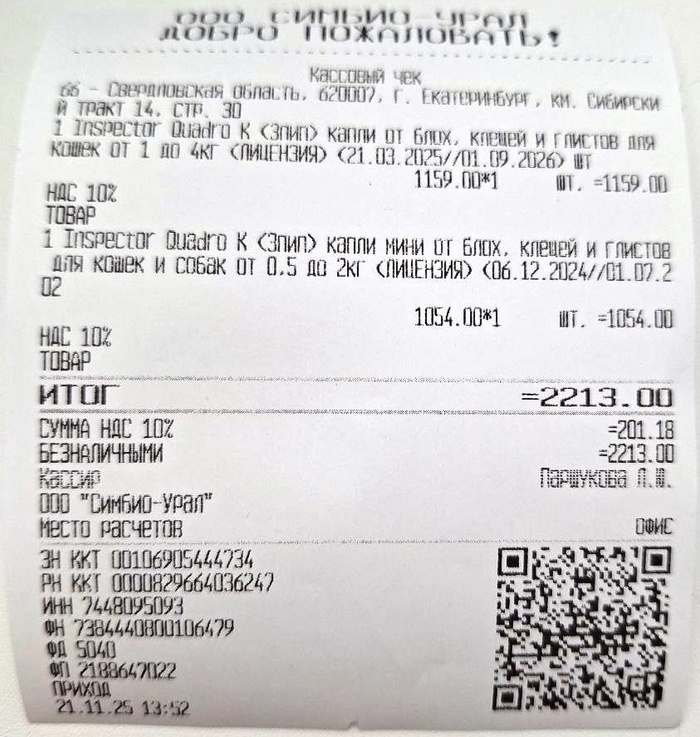 ООО СИМБИО-УРАЛ
ДОБРО ПОЖАЛОВАТЬ!
Кассовый чек
66 - Свердловская область, 620007, г. Екатеринбург, км. Сибирски
й тракт 14, стр. 30
1 Inspector Quadro К (3пип) капли от блох, клещей и глистов для
кошек от 1 до 4кг (ЛИЦЕНЗИЯ) (21.03.2025//01.09.2026) шт
1159.00*1 шт. =1159.00
НДС 10%
ТОВАР
1 Inspector Quadro К (3пип) капли мини от блох, клещей и глистов
для кошек и собак от 0,5 до 2кг (ЛИЦЕНЗИЯ) (06.12.2024//01.07.2
02
1054.00*1 шт. =1054.00
НДС 10%
ТОВАР
ИТОГ =2213.00
СУММА НДС 10% =201.18
БЕЗНАЛИЧНЫМИ =2213.00
Кассир Паршукова Л.Ю.
ООО "Симбио-Урал"
Место расчетов ОФИС
ЗН ККТ 00106905444734
РН ККТ 0000829664036247
ИНН 7448095093
ФН 7384440800106479
ФД 5040
ФП 2188647022
ПРИХОД
21.11.25 13:52